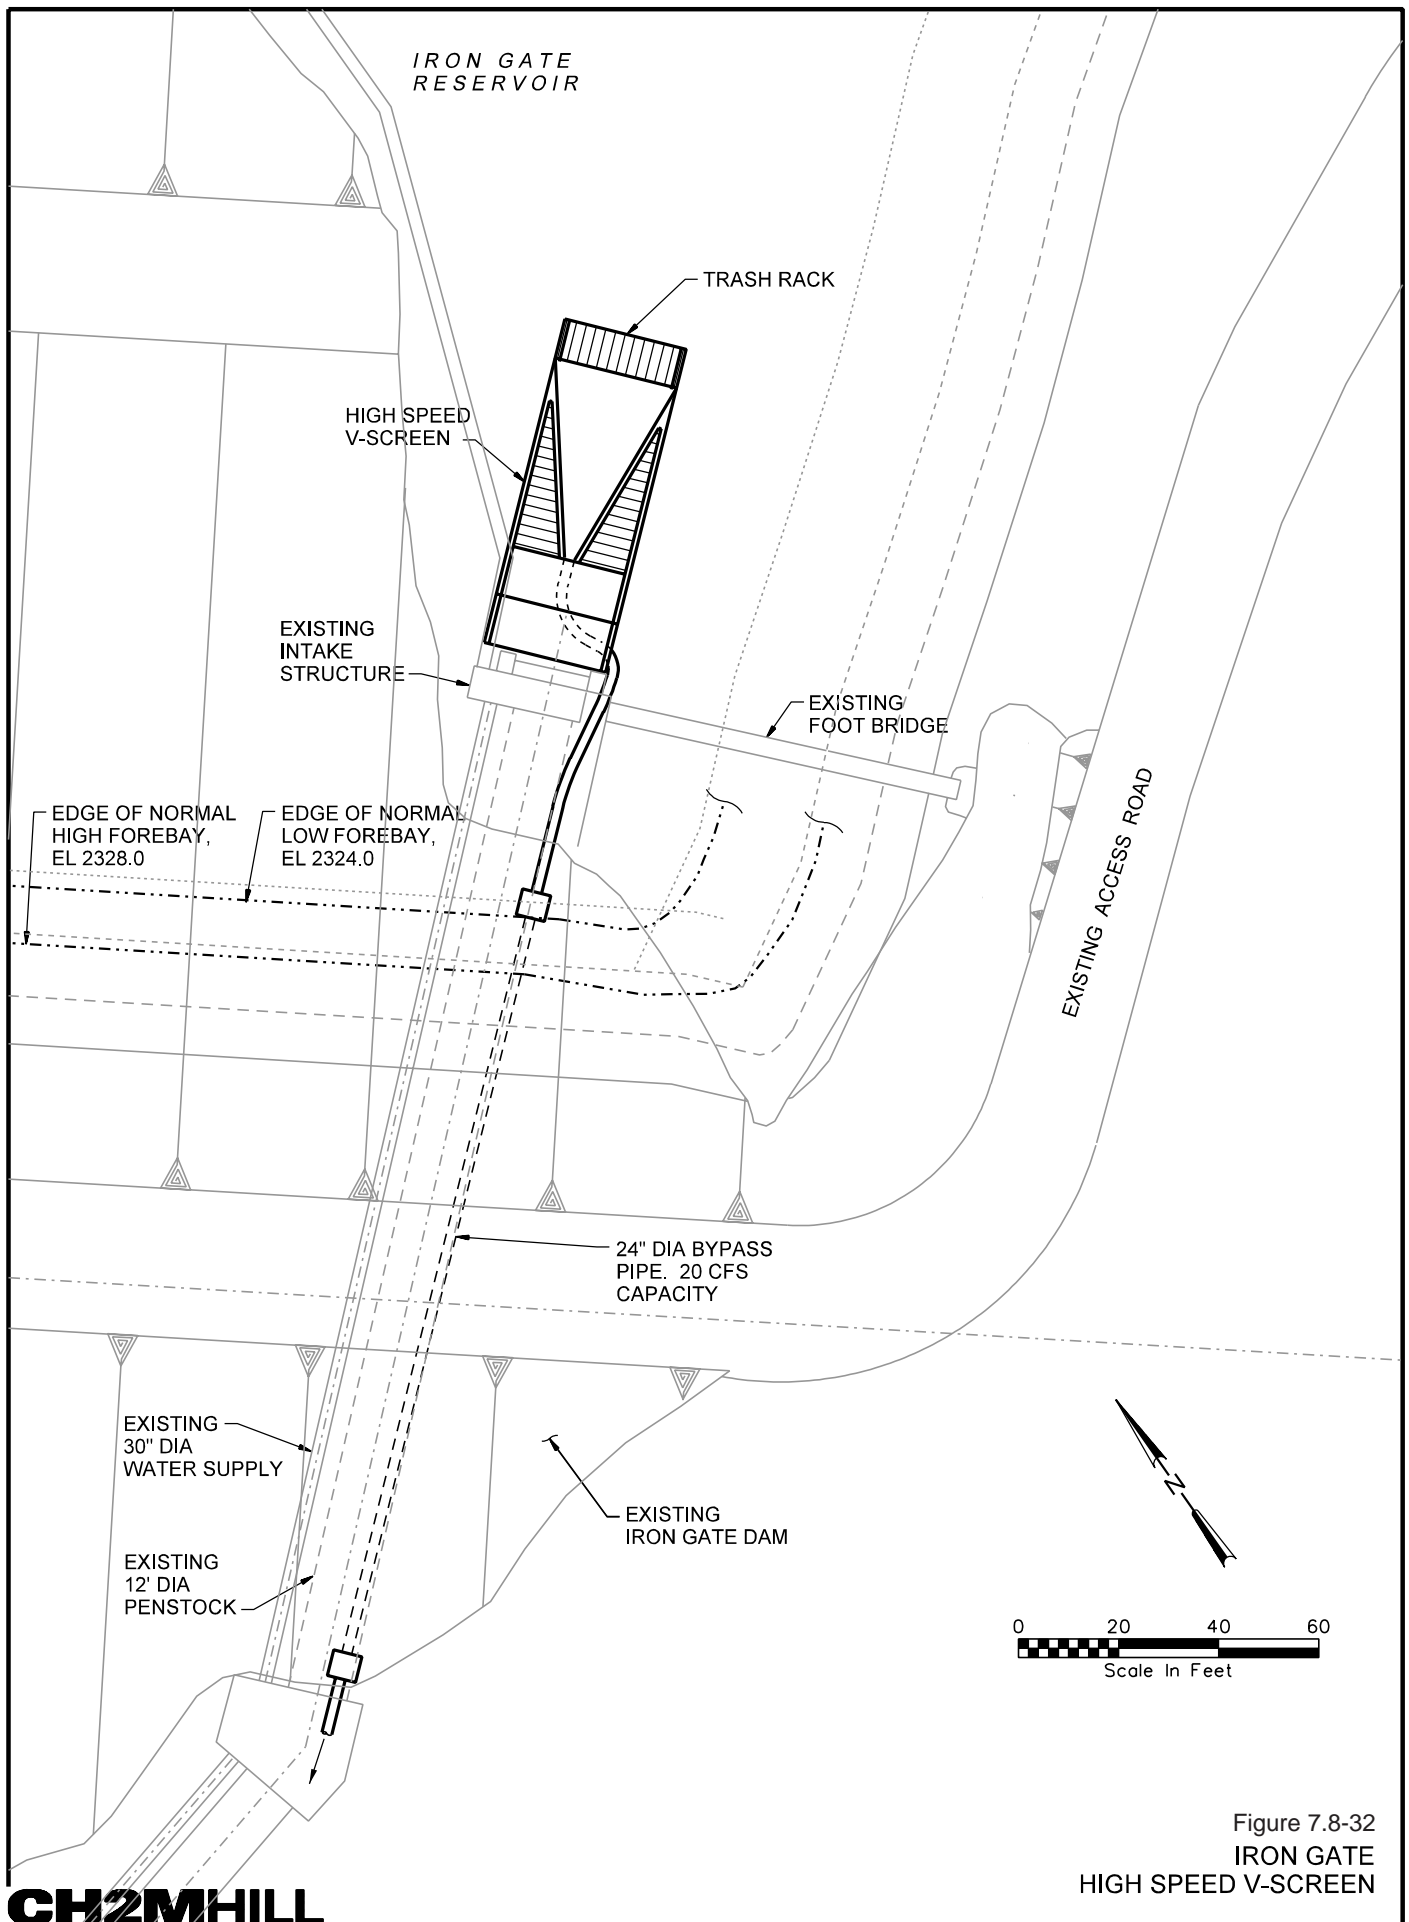 IRON GATE
RESERVOIR
TRASH RACK
HIGH SPEED
V-SCREEN
EXISTING
INTAKE
STRUCTURE
EXISTING
FOOT BRIDGE
EDGE OF NORMAL
HIGH FOREBAY,
EL 2328.0
EDGE OF NORMAL
LOW FOREBAY,
EL 2324.0
EXISTING ACCESS ROAD
24" DIA BYPASS
PIPE. 20 CFS
CAPACITY
EXISTING
30" DIA
WATER SUPPLY
EXISTING
IRON GATE DAM
EXISTING
12' DIA
PENSTOCK
N
0 20 40 60
Scale In Feet
Figure 7.8-32
IRON GATE
HIGH SPEED V-SCREEN
CH2MHILL